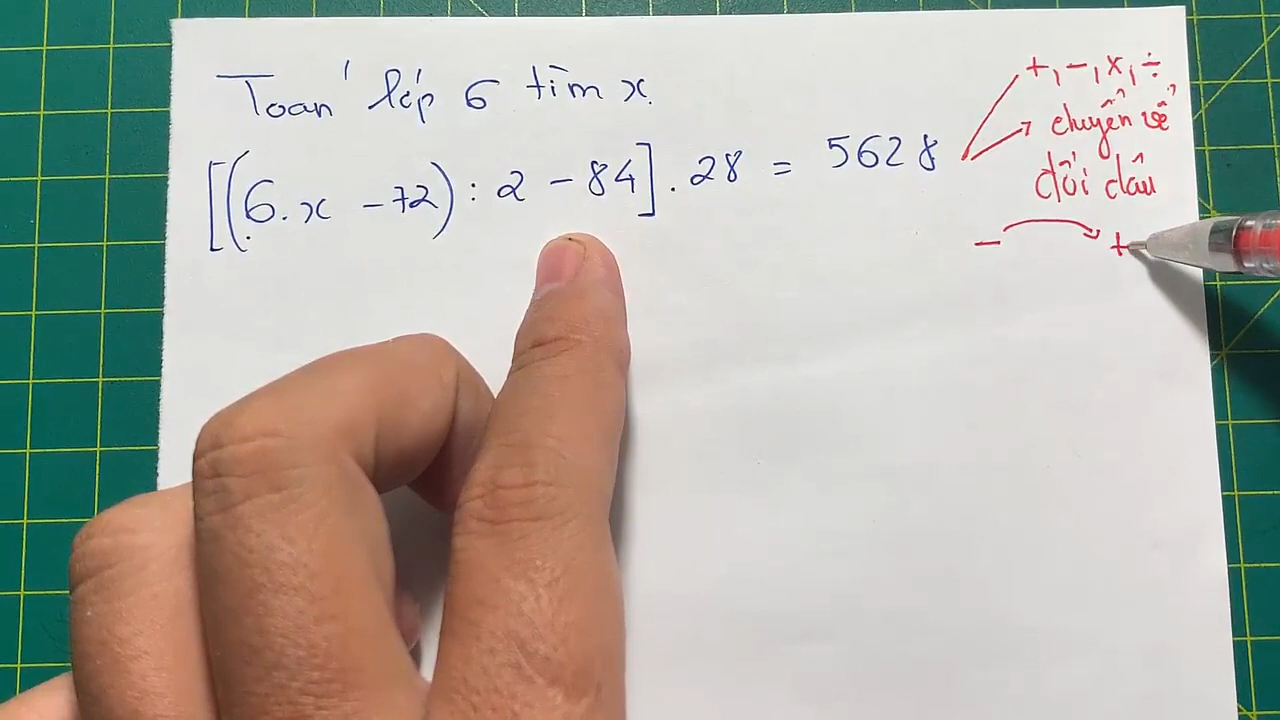 Toán lớp 6 tìm x.
[(6.x - 72) : 2 - 84] . 28 = 5628
+, -, x, ÷
chuyển vế
đổi dấu
- +